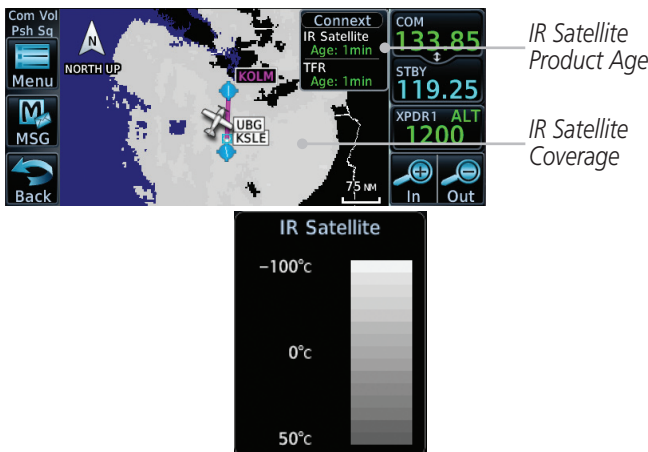 Com Vol
Psh Sq
Menu
MSG
Back
N
NORTH UP
KOLM
UBG
KSLE
75 NM
Connext
IR Satellite
Age: 1min
TFR
Age: 1min
COM
133.85
STBY
119.25
XPDR1 ALT
1200
In
Out
IR Satellite
Product Age
IR Satellite
Coverage
IR Satellite
-100°C
0°C
50°C